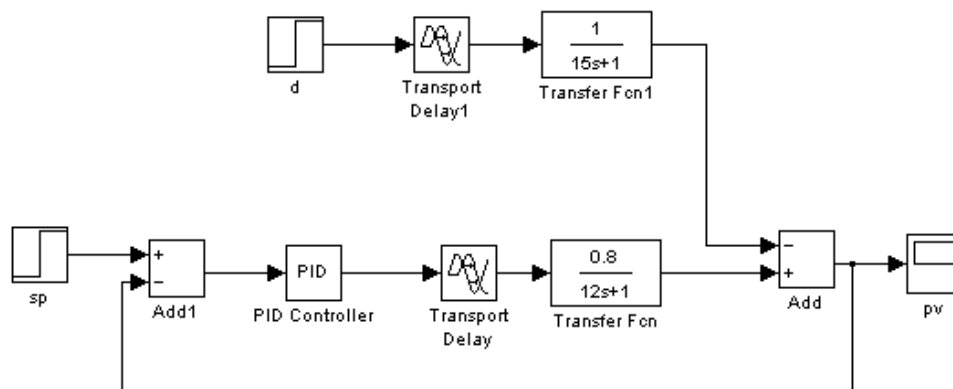 1
15s+1
d
Transport
Delay1
Transfer Fcn1
+
−
PID
0.8
12s+1
−
+
sp
Add1
PID Controller
Transport
Delay
Transfer Fcn
Add
pv